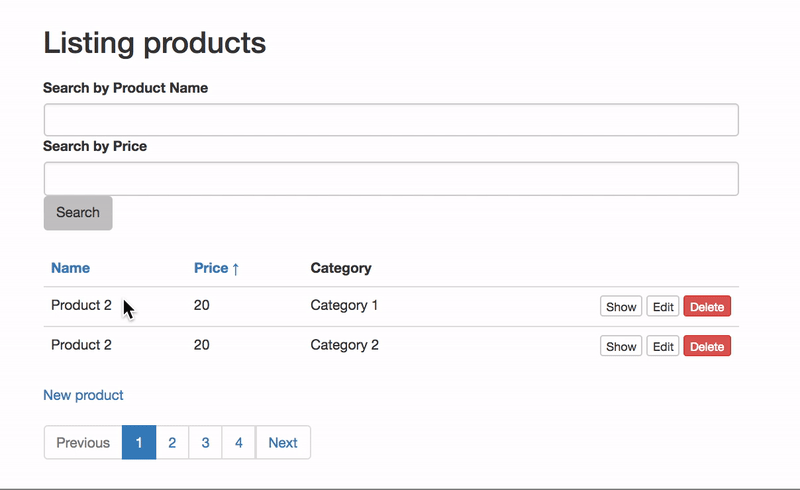 Listing products
Search by Product Name
Search by Price
Search
Name Price ↑ Category
Product 2 20 Category 1 Show Edit Delete
Product 2 20 Category 2 Show Edit Delete
New product
Previous 1 2 3 4 Next